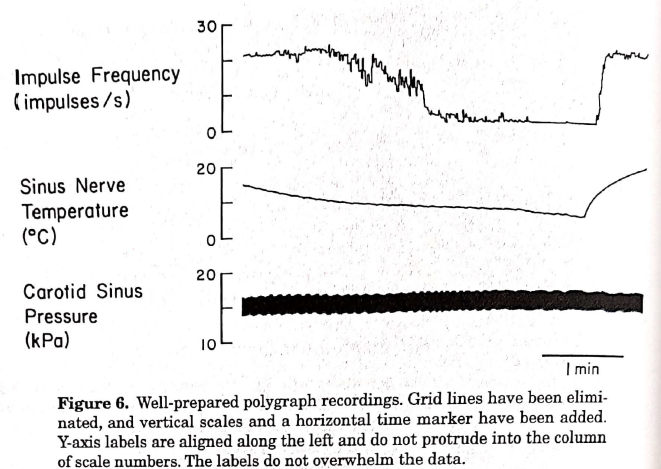 30
Impulse Frequency
(impulses/s)
0
20
Sinus Nerve
Temperature
(°C)
0
20
Carotid Sinus
Pressure
(kPa)
10
1 min
Figure 6. Well-prepared polygraph recordings. Grid lines have been elimi-
nated, and vertical scales and a horizontal time marker have been added.
Y-axis labels are aligned along the left and do not protrude into the column
of scale numbers. The labels do not overwhelm the data.